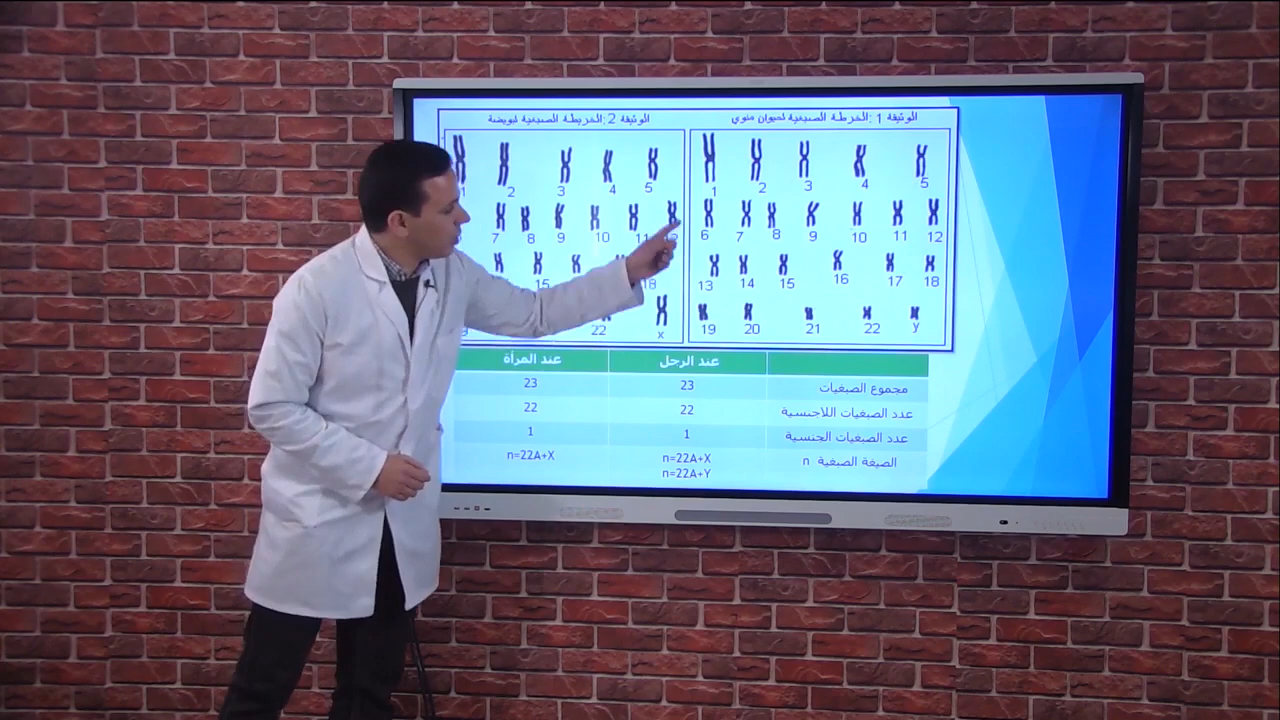 الوثيقة 1 :الخرطة الصبغية لحيوان منوي
1 2 3 4 5
6 7 8 9 10 11 12
13 14 15 16 17 18
19 20 21 22 y
الوثيقة 2 :الخريطة الصبغية لبويضة
1 2 3 4 5
7 8 9 10 11
15 18
22 x
عند الرجل عند المرأة
مجموع الصبغيات 23 23
عدد الصبغيات اللاجنسية 22 22
عدد الصبغيات الجنسية 1 1
الصيغة الصبغية n n=22A+X n=22A+X
n=22A+Y